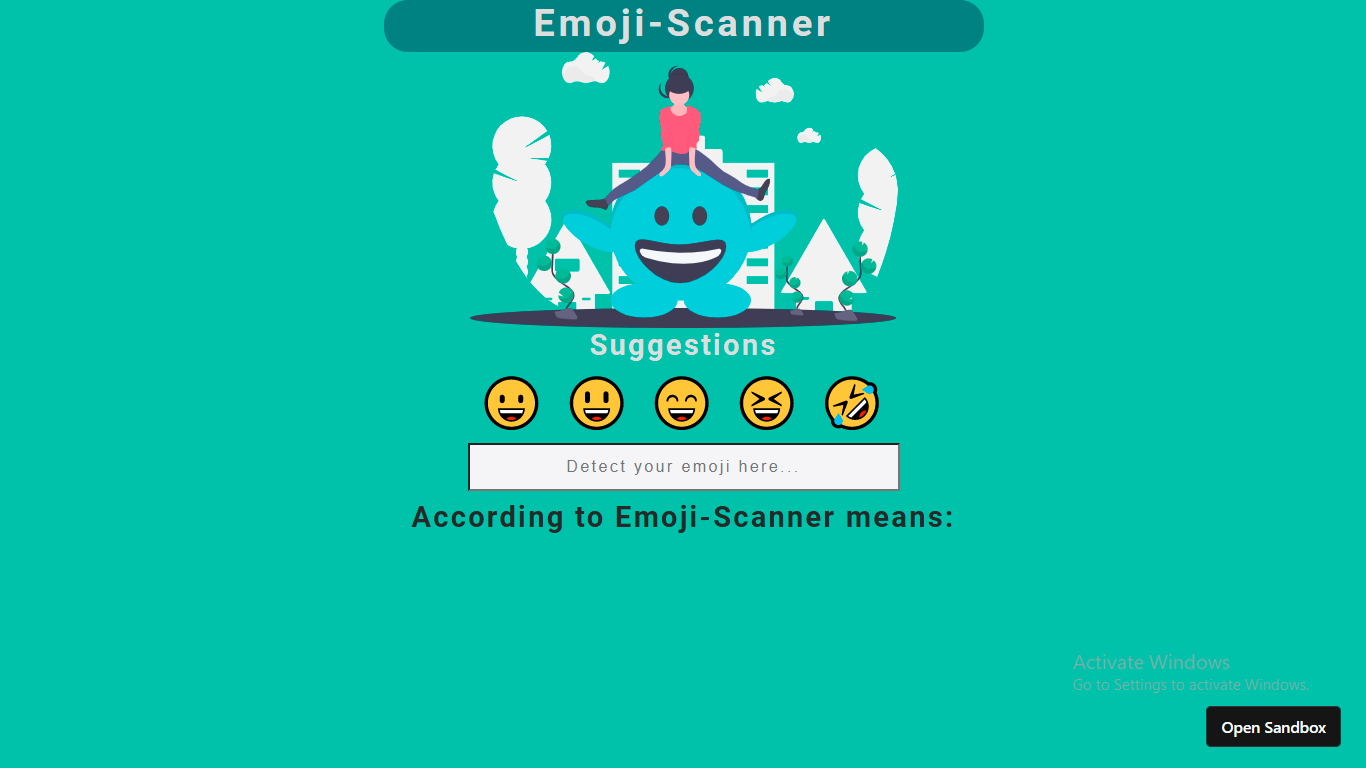 Emoji-Scanner
Suggestions
Detect your emoji here...
According to Emoji-Scanner means:
Activate Windows
Go to Settings to activate Windows.
Open Sandbox